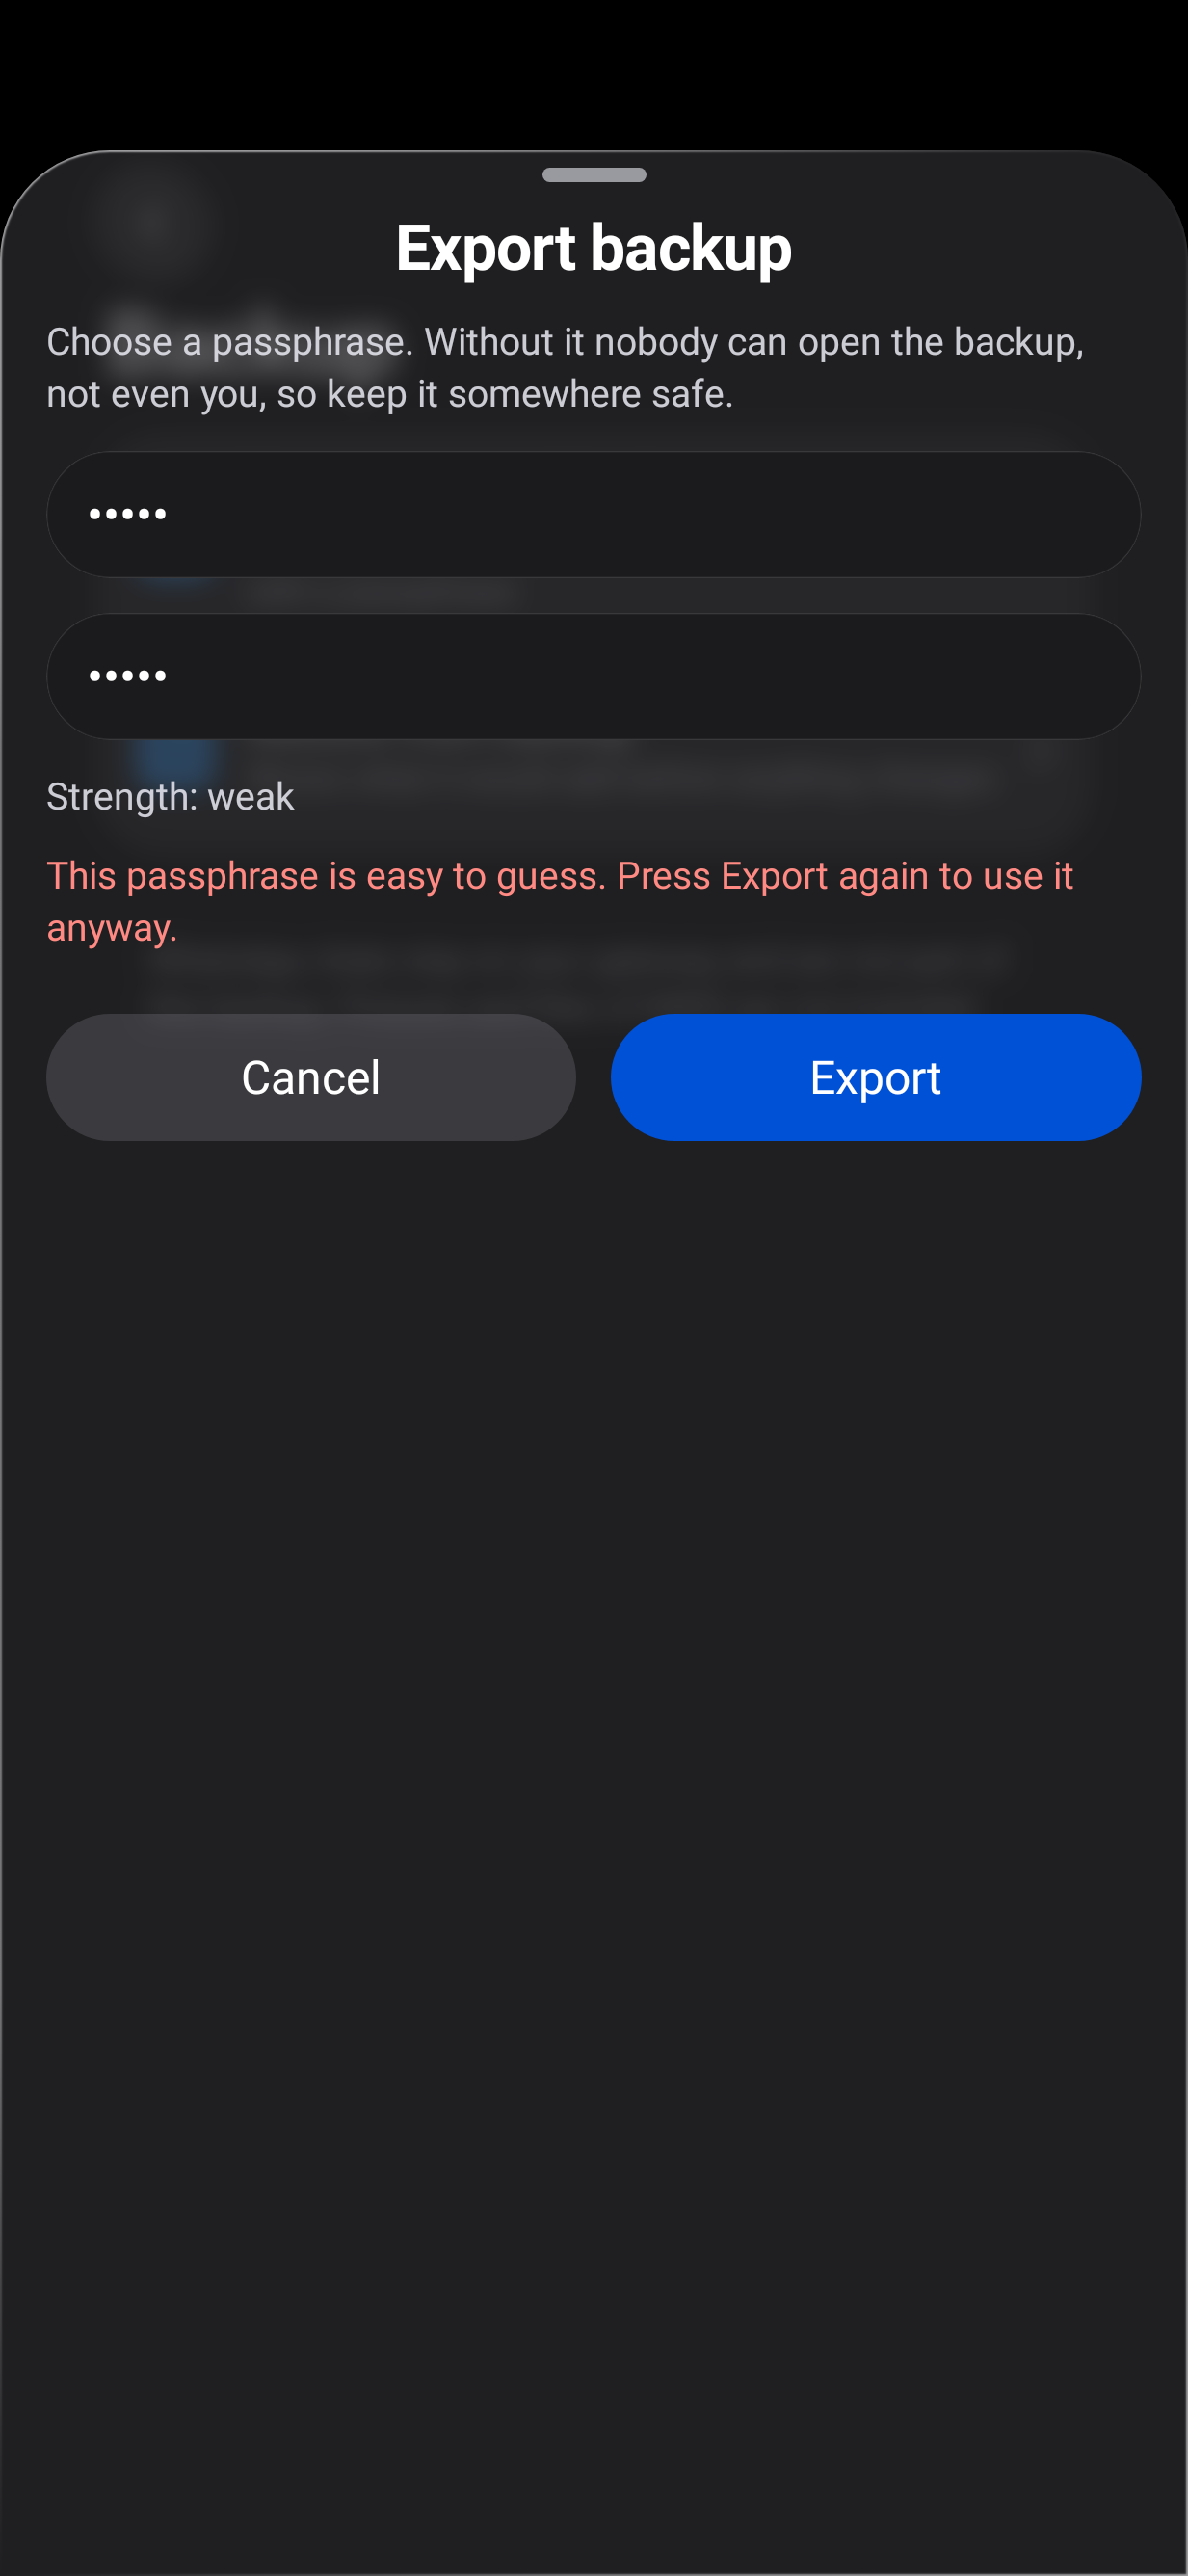 Export backup
Choose a passphrase. Without it nobody can open the backup,
not even you, so keep it somewhere safe.
•••••
•••••
Strength: weak
This passphrase is easy to guess. Press Export again to use it
anyway.
Cancel
Export